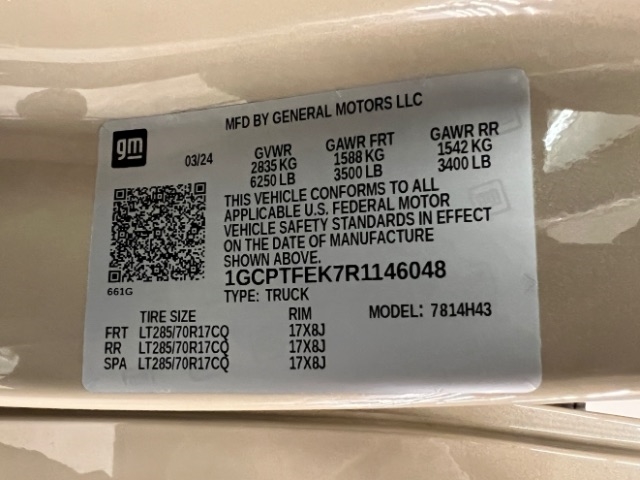 MFD BY GENERAL MOTORS LLC
gm
03/24 GVWR GAWR FRT GAWR RR
2835 KG 1588 KG 1542 KG
6250 LB 3500 LB 3400 LB
THIS VEHICLE CONFORMS TO ALL
APPLICABLE U.S. FEDERAL MOTOR
VEHICLE SAFETY STANDARDS IN EFFECT
ON THE DATE OF MANUFACTURE
SHOWN ABOVE.
1GCPTFEK7R1146048
661G
TYPE: TRUCK MODEL: 7814H43
TIRE SIZE RIM
FRT LT285/70R17CQ 17X8J
RR LT285/70R17CQ 17X8J
SPA LT285/70R17CQ 17X8J